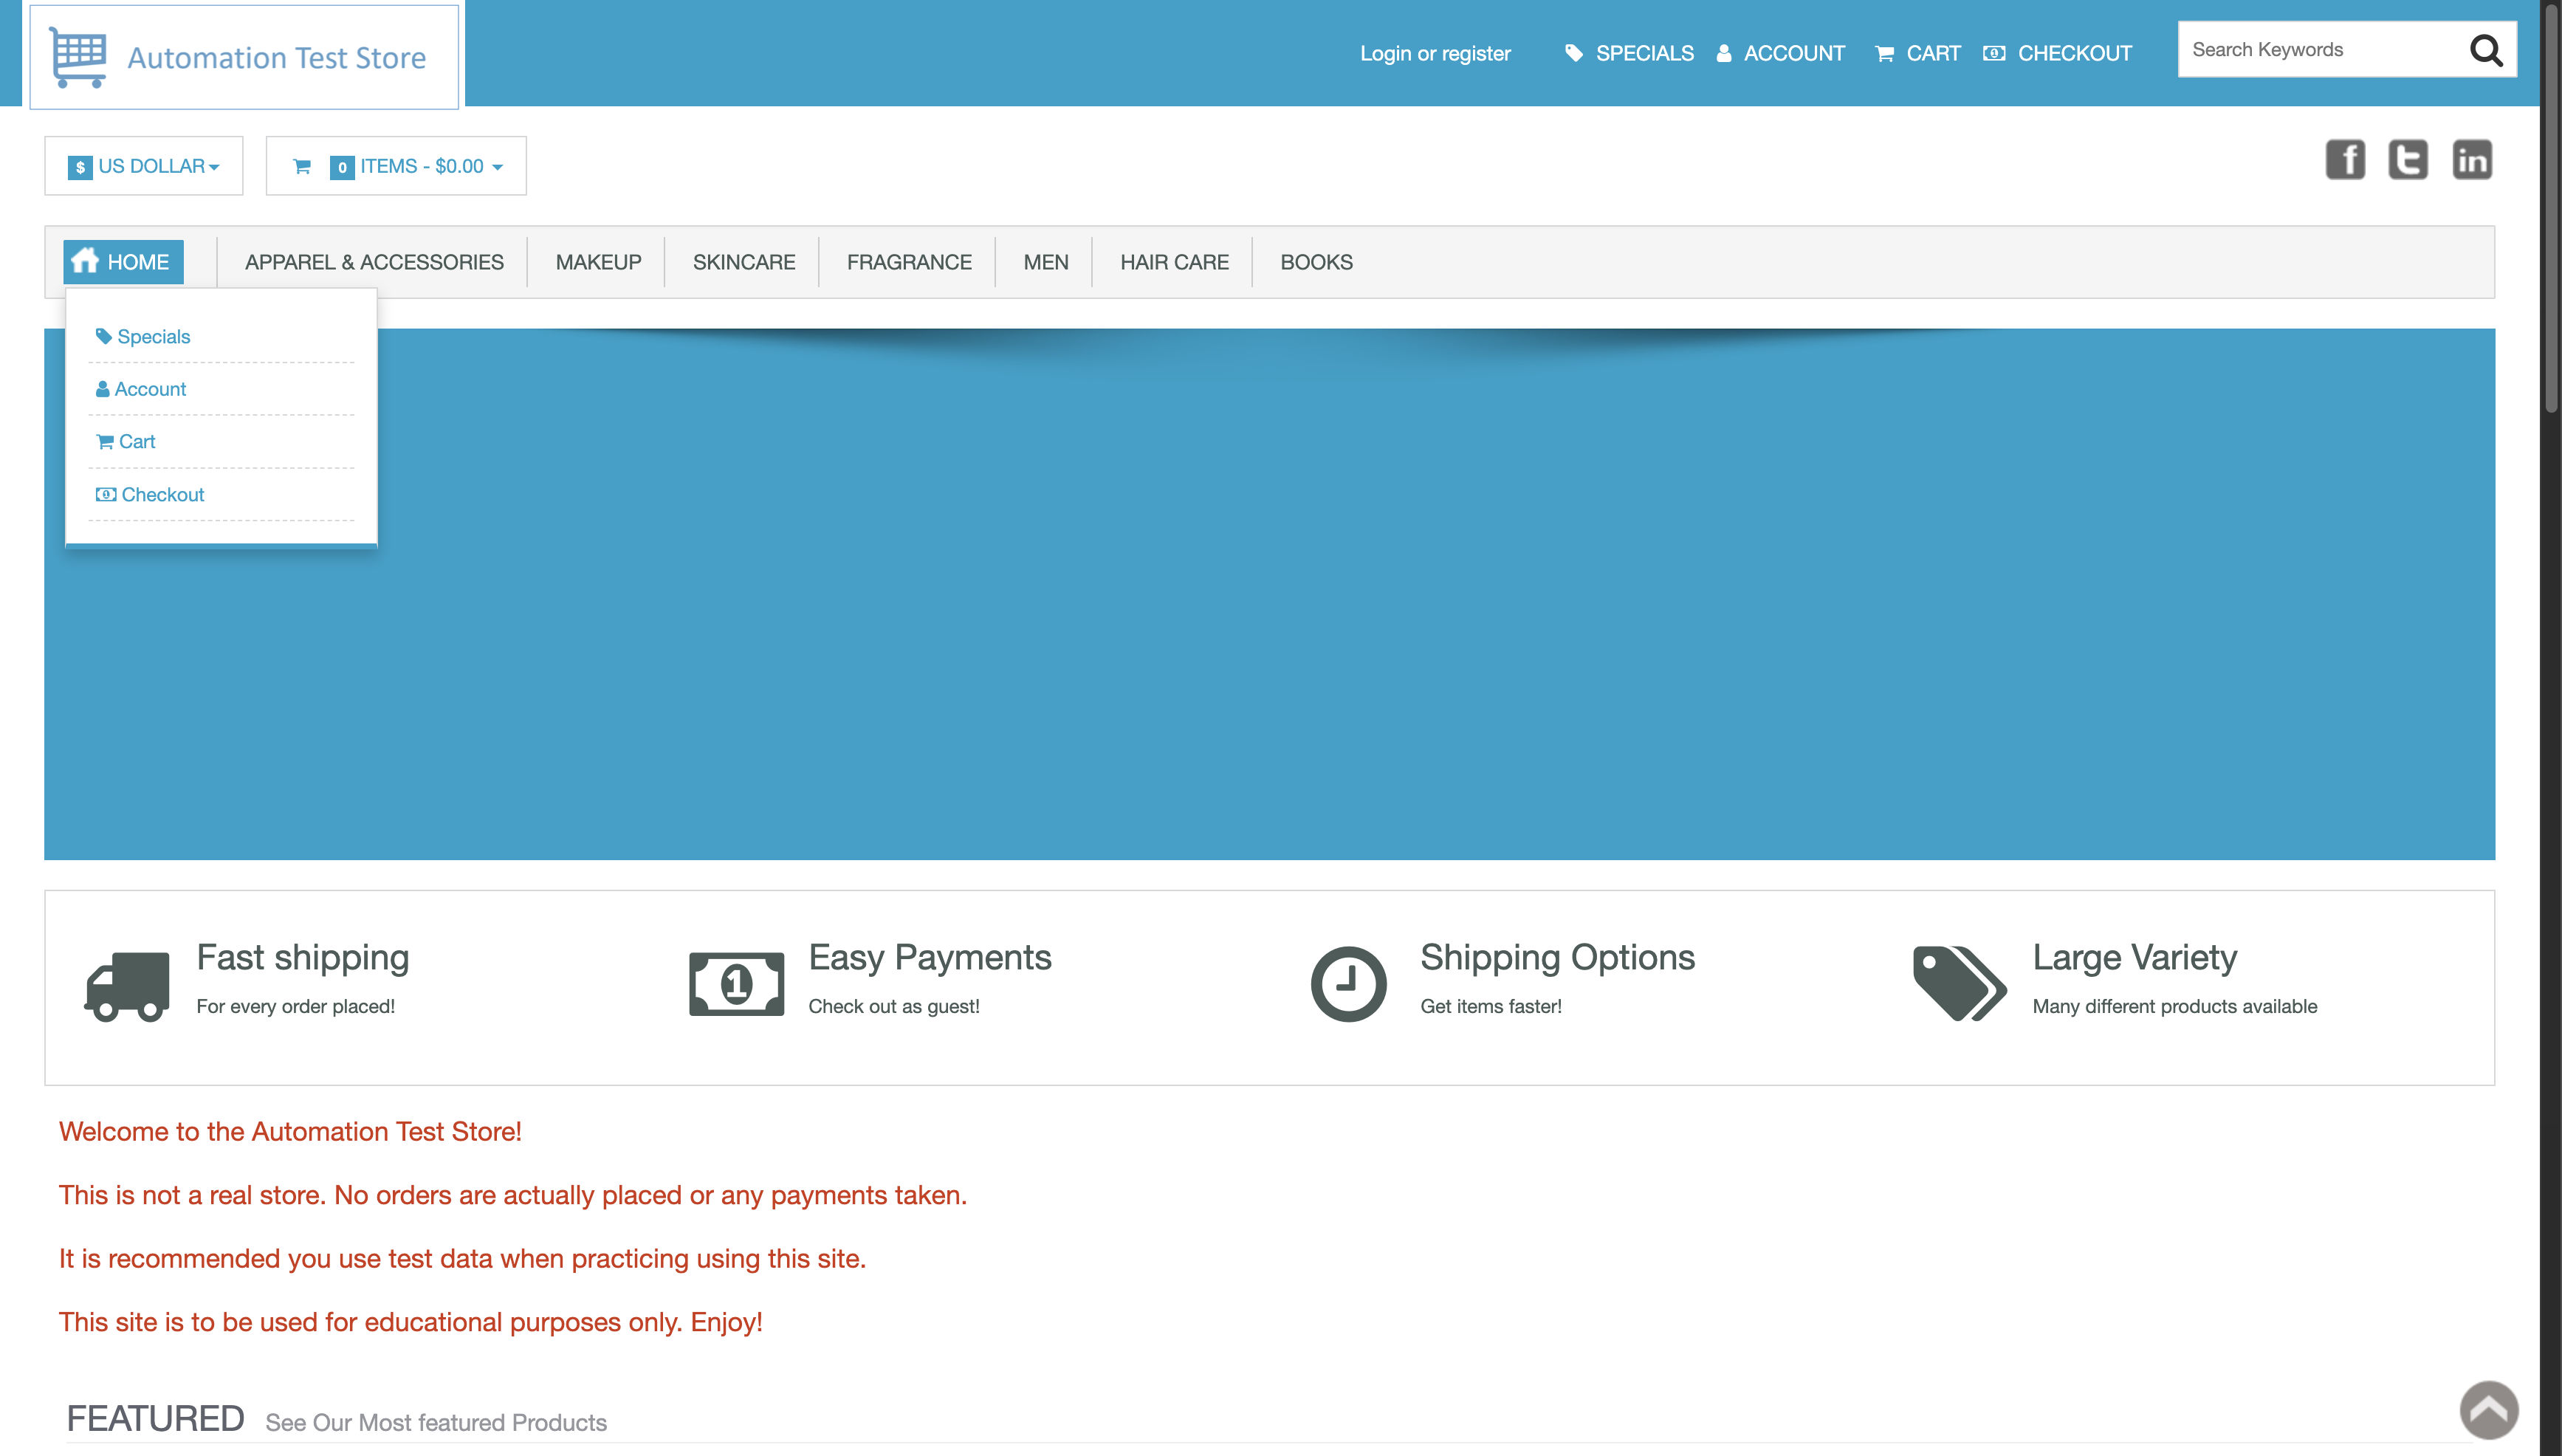 Automation Test Store
Login or register SPECIALS ACCOUNT CART CHECKOUT Search Keywords
$ US DOLLAR 0 ITEMS - $0.00
HOME APPAREL & ACCESSORIES MAKEUP SKINCARE FRAGRANCE MEN HAIR CARE BOOKS
Specials
Account
Cart
Checkout
Fast shipping
For every order placed!
Easy Payments
Check out as guest!
Shipping Options
Get items faster!
Large Variety
Many different products available
Welcome to the Automation Test Store!
This is not a real store. No orders are actually placed or any payments taken.
It is recommended you use test data when practicing using this site.
This site is to be used for educational purposes only. Enjoy!
FEATURED See Our Most featured Products